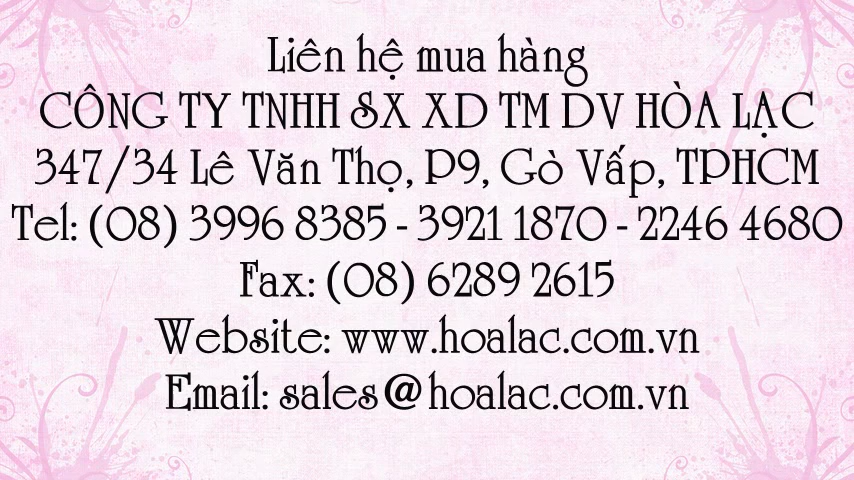 Liên hệ mua hàng
CÔNG TY TNHH SX XD TM DV HÒA LẠC
347/34 Lê Văn Thọ, P9, Gò Vấp, TPHCM
Tel: (08) 3996 8385 - 3921 1870 - 2246 4680
Fax: (08) 6289 2615
Website: www.hoalac.com.vn
Email: sales@hoalac.com.vn